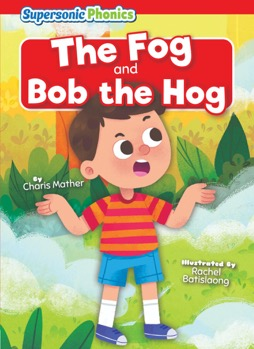 Supersonic Phonics
The Fog
and
Bob the Hog
By
Charis Mather
Illustrated By
Rachel
Batislaong